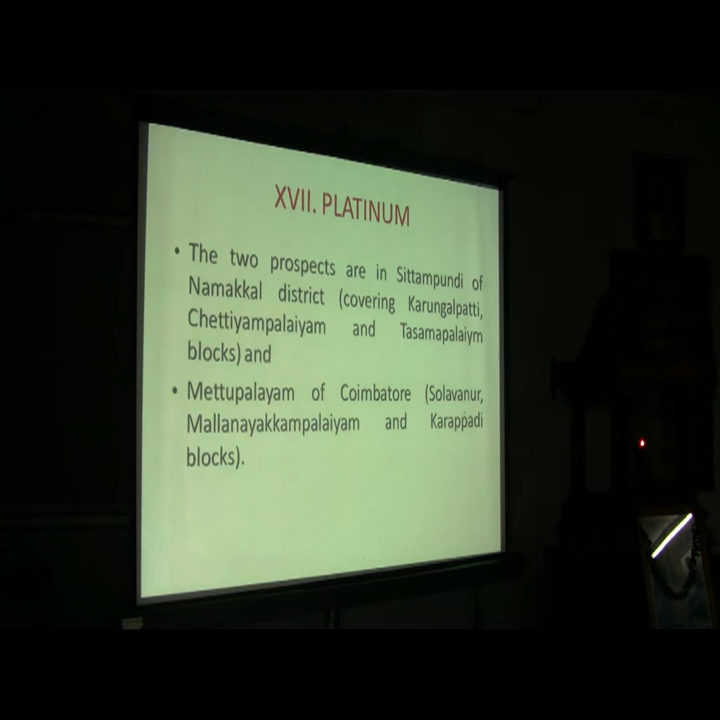 XVII. PLATINUM
• The two prospects are in Sittampundi of
Namakkal district (covering Karungalpatti,
Chettiyampalaiyam and Tasamapalaiym
blocks) and
• Mettupalayam of Coimbatore (Solavanur,
Mallanayakkampalaiyam and Karappadi
blocks).